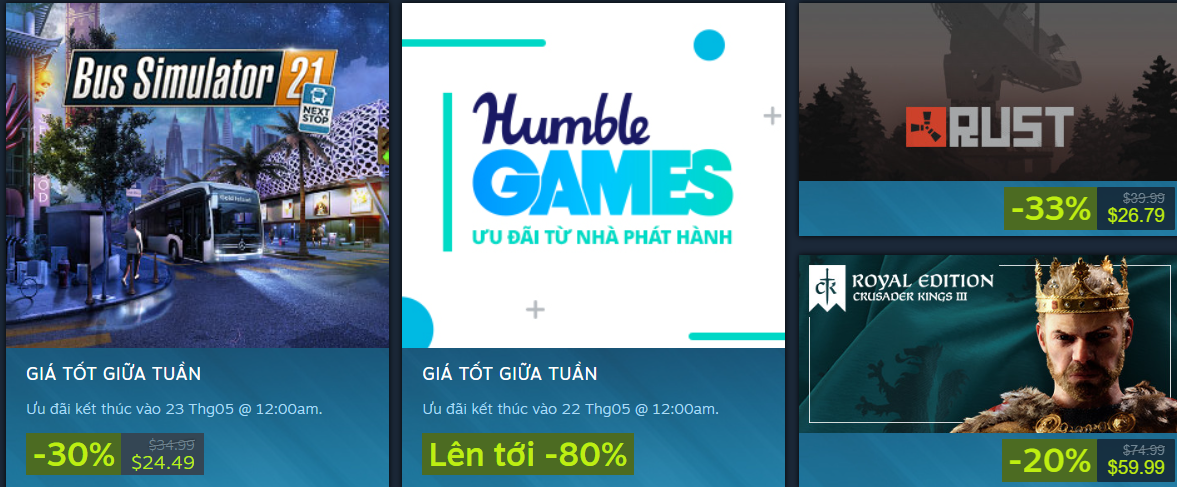 Bus Simulator 21
NEXT
STOP
GIÁ TỐT GIỮA TUẦN
Ưu đãi kết thúc vào 23 Thg05 @ 12:00am.
-30%
$34.99
$24.49
Humble
GAMES
ƯU ĐÃI TỪ NHÀ PHÁT HÀNH
GIÁ TỐT GIỮA TUẦN
Ưu đãi kết thúc vào 22 Thg05 @ 12:00am.
Lên tới -80%
RUST
-33%
$39.99
$26.79
ck
ROYAL EDITION
CRUSADER KINGS III
-20%
$74.99
$59.99